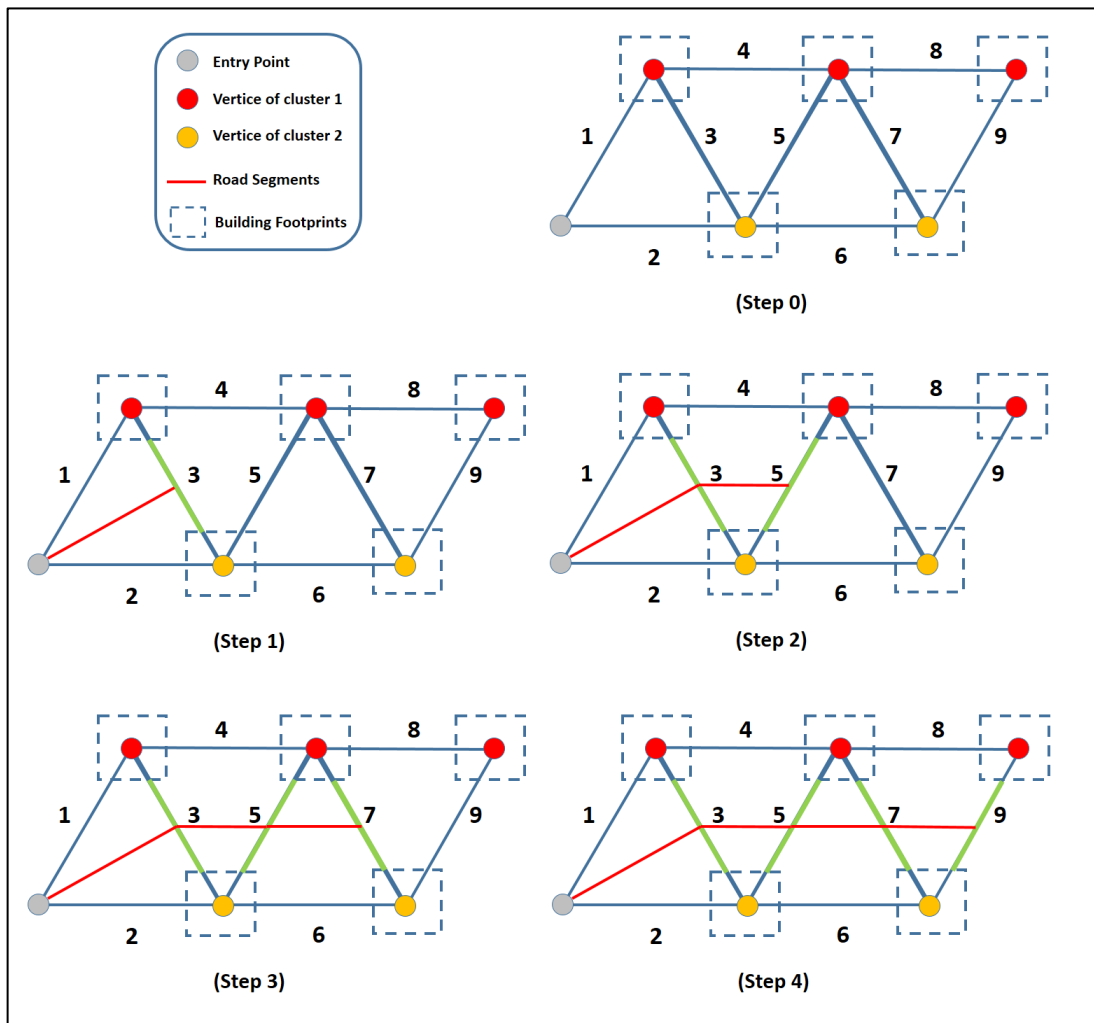 Entry Point
Vertice of cluster 1
Vertice of cluster 2
Road Segments
Building Footprints
4 8
1 3 5 7 9
2 6
(Step 0)
4 8
1 3 5 7 9
2 6
(Step 1)
4 8
1 3 5 7 9
2 6
(Step 2)
4 8
1 3 5 7 9
2 6
(Step 3)
4 8
1 3 5 7 9
2 6
(Step 4)